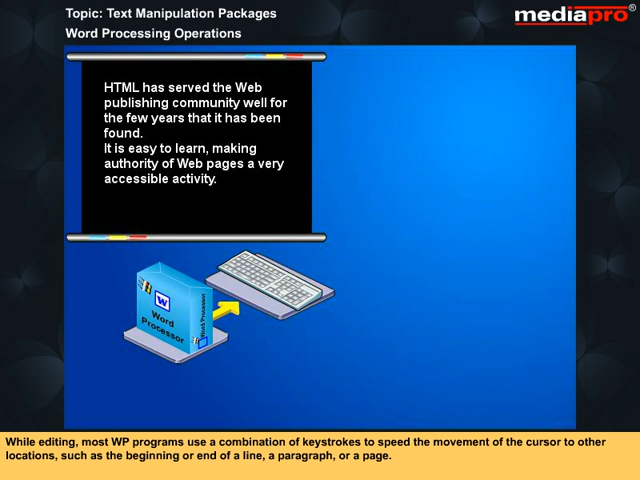 Topic: Text Manipulation Packages
Word Processing Operations
mediapro®
HTML has served the Web
publishing community well for
the few years that it has been
found.
It is easy to learn, making
authority of Web pages a very
accessible activity.
W
Word
Processor
Word Processor
While editing, most WP programs use a combination of keystrokes to speed the movement of the cursor to other
locations, such as the beginning or end of a line, a paragraph, or a page.